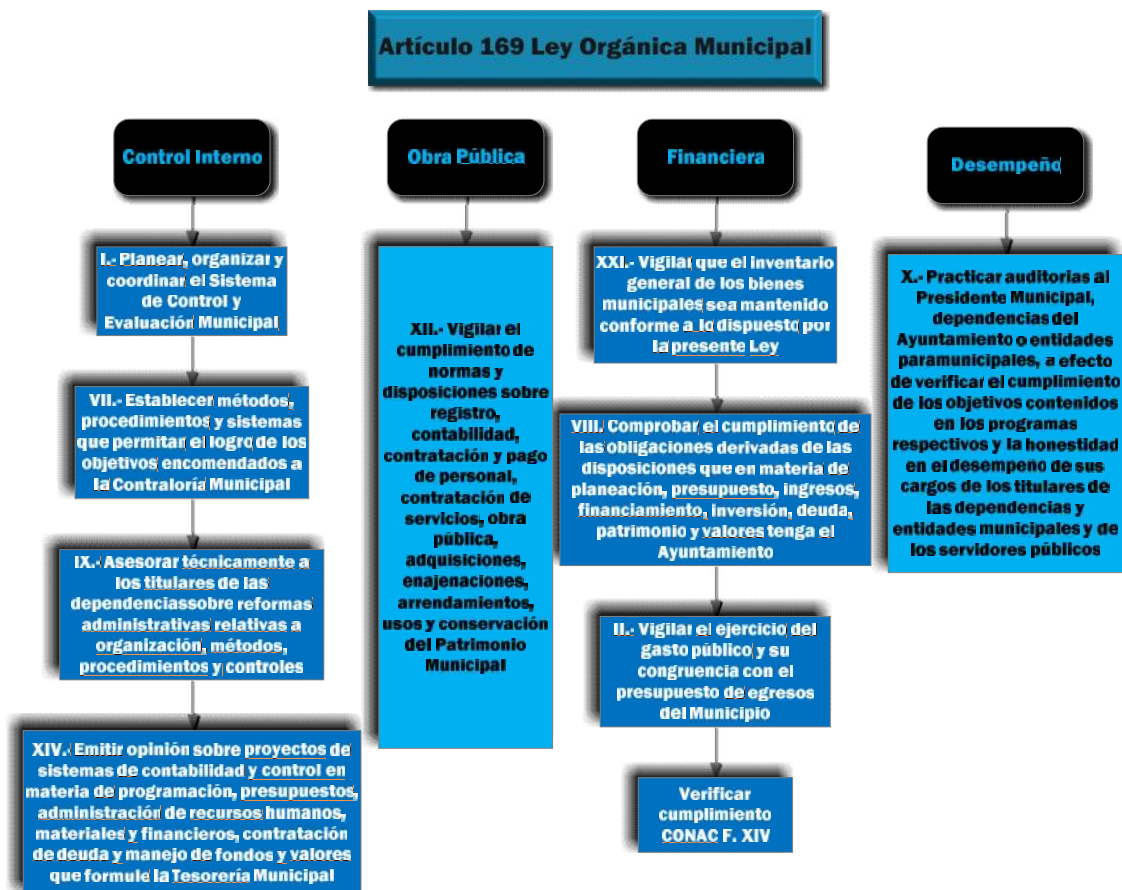 Artículo 169 Ley Orgánica Municipal
Control Interno
I.- Planear, organizar y
coordinar el Sistema
de Control y
Evaluación Municipal
VII.- Establecer métodos,
procedimientos y sistemas
que permitan el logro de los
objetivos encomendados a
la Contraloría Municipal
IX.- Asesorar técnicamente a
los titulares de las
dependenciassobre reformas
administrativas relativas a
organización, métodos,
procedimientos y controles
XIV.- Emitir opinión sobre proyectos de
sistemas de contabilidad y control en
materia de programación, presupuestos,
administración de recursos humanos,
materiales y financieros, contratación
de deuda y manejo de fondos y valores
que formule la Tesorería Municipal
Obra Pública
XII.- Vigilar el
cumplimiento de
normas y
disposiciones sobre
registro,
contabilidad,
contratación y pago
de personal,
contratación de
servicios, obra
pública,
adquisiciones,
enajenaciones,
arrendamientos,
usos y conservación
del Patrimonio
Municipal
Financiera
XXI.- Vigilar que el inventario
general de los bienes
municipales sea mantenido
conforme a lo dispuesto por
la presente Ley
VIII. Comprobar el cumplimiento de
las obligaciones derivadas de las
disposiciones que en materia de
planeación, presupuesto, ingresos,
financiamiento, inversión, deuda,
patrimonio y valores tenga el
Ayuntamiento
II.- Vigilar el ejercicio del
gasto público y su
congruencia con el
presupuesto de egresos
del Municipio
Verificar
cumplimiento
CONAC F. XIV
Desempeño
X.- Practicar auditorias al
Presidente Municipal,
dependencias del
Ayuntamiento o entidades
paramunicipales, a efecto
de verificar el cumplimiento
de los objetivos contenidos
en los programas
respectivos y la honestidad
en el desempeño de sus
cargos de los titulares de
las dependencias y
entidades municipales y de
los servidores públicos